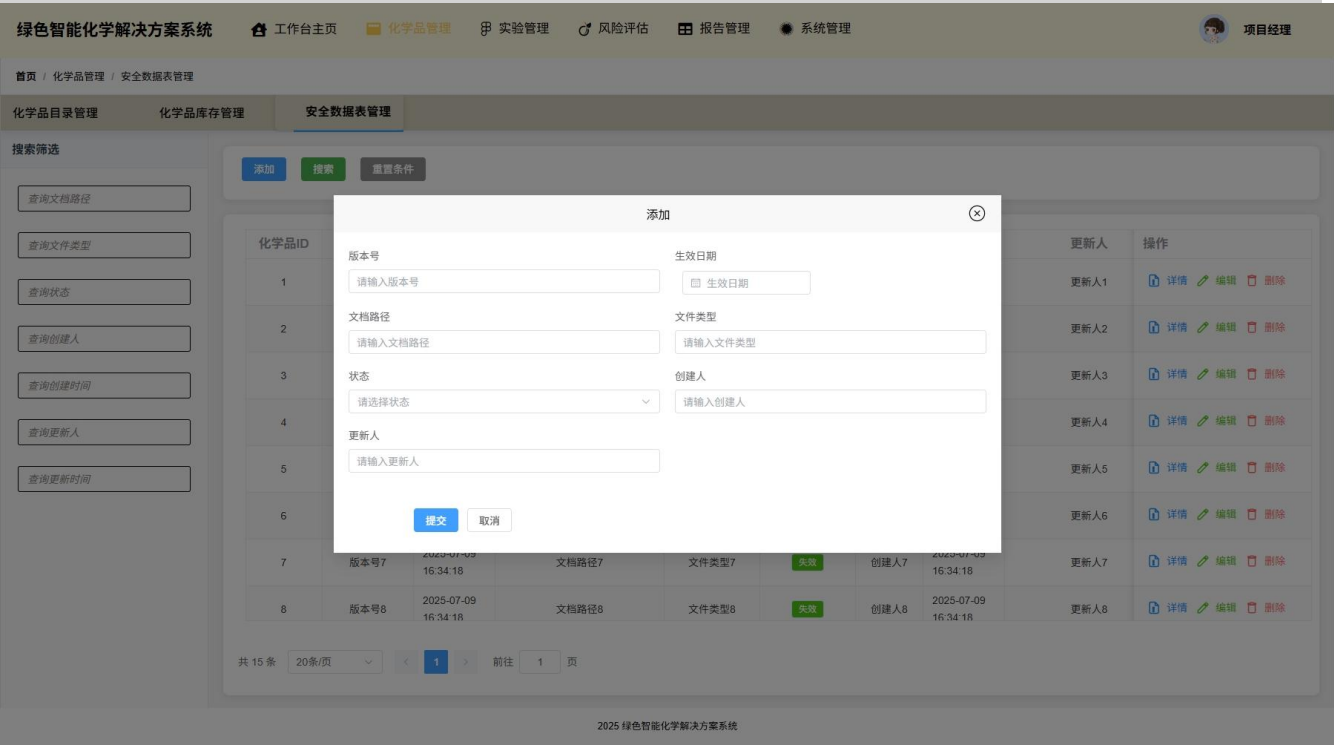 绿色智能化学解决方案系统 工作台主页 化学品管理 实验管理 风险评估 报告管理 系统管理 项目经理
首页 / 化学品管理 / 安全数据表管理
化学品目录管理 化学品库存管理 安全数据表管理
搜索筛选
添加 搜索 重置条件
查询文档路径
查询文件类型
查询状态
查询创建人
查询创建时间
查询更新人
查询更新时间
添加
版本号 生效日期
请输入版本号 生效日期
文档路径 文件类型
请输入文档路径 请输入文件类型
状态 创建人
请选择状态 请输入创建人
更新人
请输入更新人
提交 取消
化学品ID 更新人 操作
1 更新人1 详情 编辑 删除
2 更新人2 详情 编辑 删除
3 更新人3 详情 编辑 删除
4 更新人4 详情 编辑 删除
5 更新人5 详情 编辑 删除
6 更新人6 详情 编辑 删除
7 版本号7 2025-07-09 16:34:18 文档路径7 文件类型7 失效 创建人7 2025-07-09 16:34:18 更新人7 详情 编辑 删除
8 版本号8 2025-07-09 16:34:18 文档路径8 文件类型8 失效 创建人8 2025-07-09 16:34:18 更新人8 详情 编辑 删除
共 15 条 20条/页 1 前往 1 页
2025 绿色智能化学解决方案系统